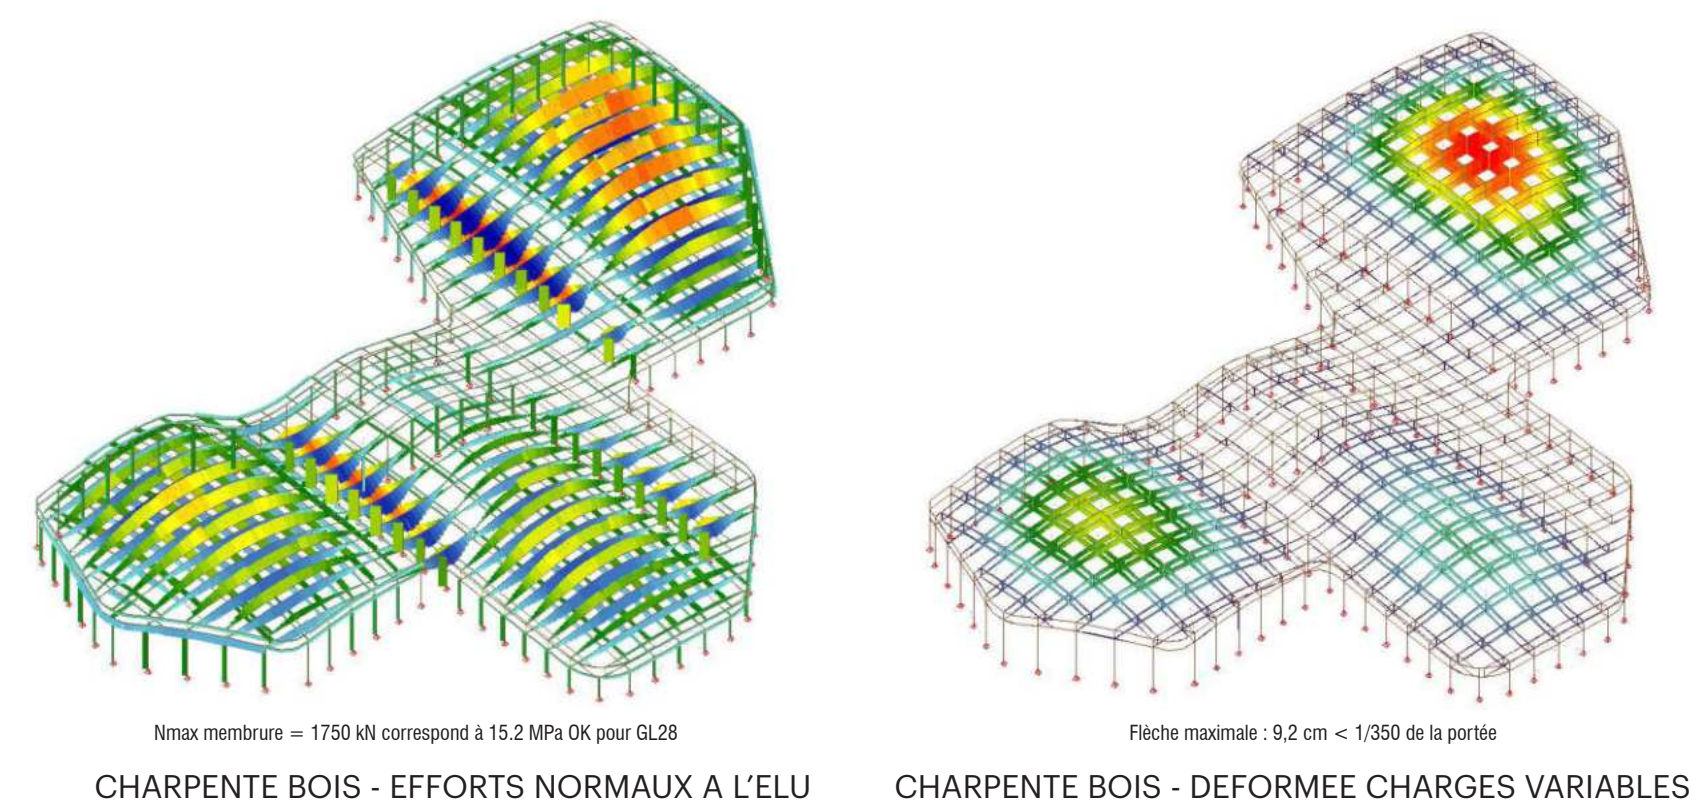 Nmax membrure = 1750 kN correspond à 15.2 MPa OK pour GL28
Flèche maximale : 9,2 cm < 1/350 de la portée
CHARPENTE BOIS - EFFORTS NORMAUX A L’ELU
CHARPENTE BOIS - DEFORMEE CHARGES VARIABLES